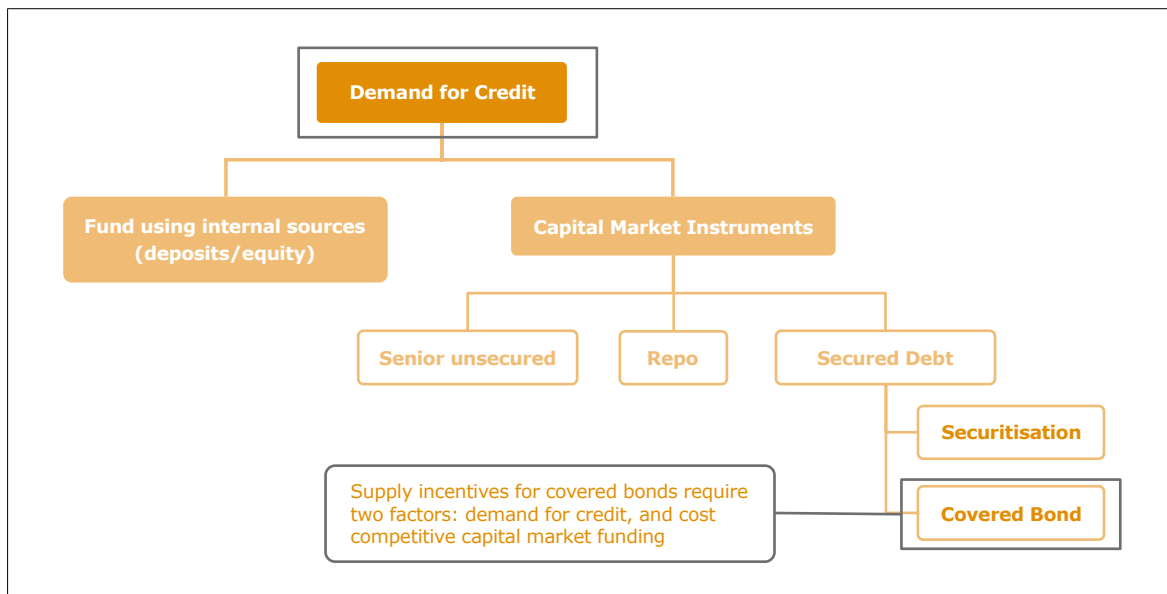 Demand for Credit
Fund using internal sources
(deposits/equity)
Capital Market Instruments
Senior unsecured
Repo
Secured Debt
Securitisation
Supply incentives for covered bonds require
two factors: demand for credit, and cost
competitive capital market funding
Covered Bond